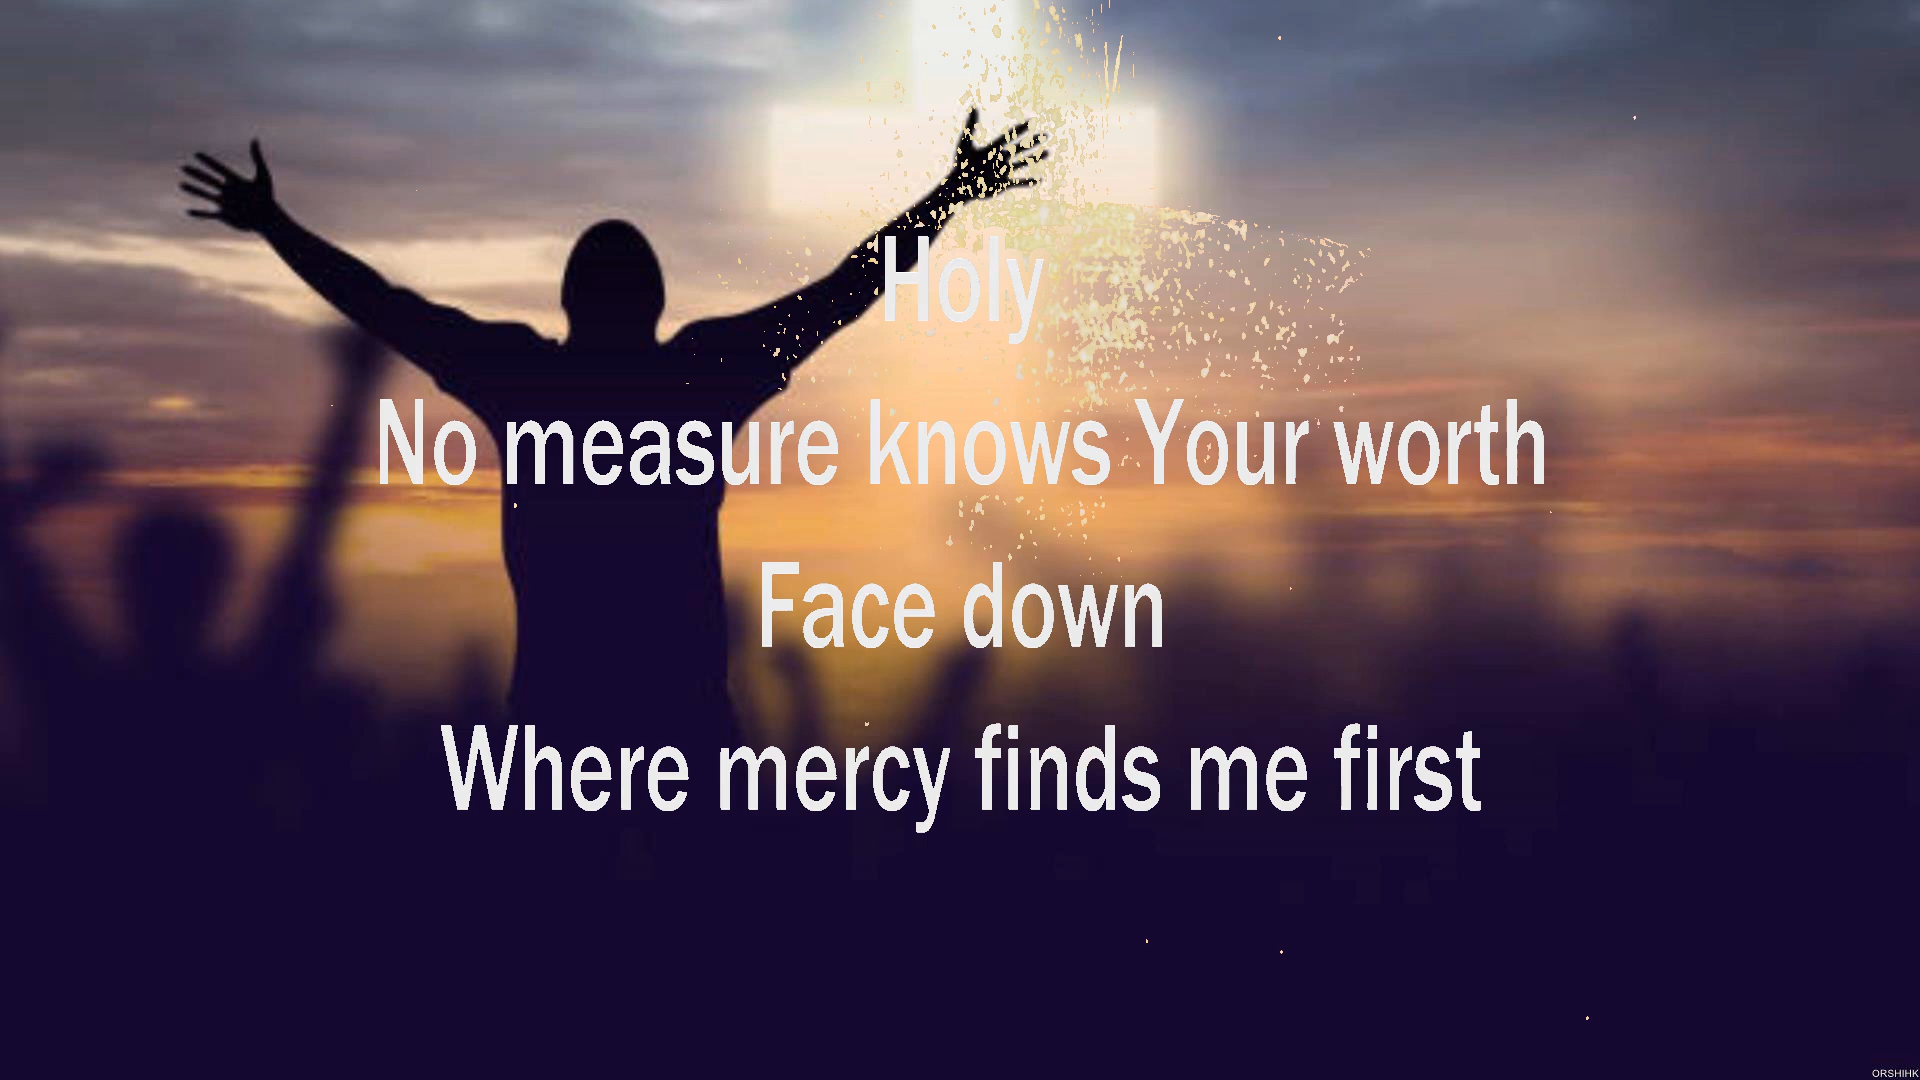 Holy
No measure knows Your worth
Face down
Where mercy finds me first
ORSHIHK